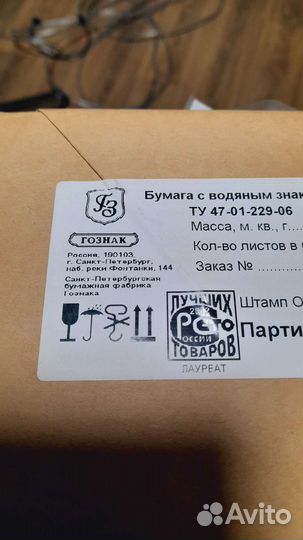 ГОЗНАК
Россия, 190103,
г. Санкт-Петербург,
наб. реки Фонтанки, 144
Санкт-Петербургская
бумажная фабрика
Гознака
Бумага с водяным знак
ТУ 47-01-229-06
Масса, м. кв., г....
Кол-во листов в
Заказ № ............
ЛУЧШИХ
РОССИИ
ТОВАРОВ
ЛАУРЕАТ
Штамп О
Парти
Avito